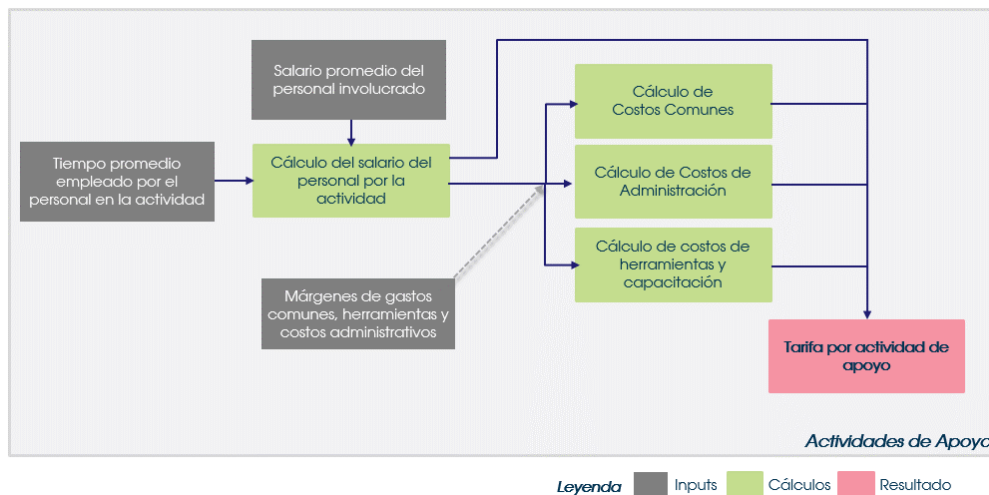 Salario promedio del
personal involucrado
Tiempo promedio
empleado por el
personal en la actividad
Cálculo del salario del
personal por la
actividad
Márgenes de gastos
comunes, herramientas y
costos administrativos
Cálculo de
Costos Comunes
Cálculo de Costos de
Administración
Cálculo de costos de
herramientas y
capacitación
Tarifa por actividad de
apoyo
Actividades de Apoyo
Leyenda Inputs Cálculos Resultado